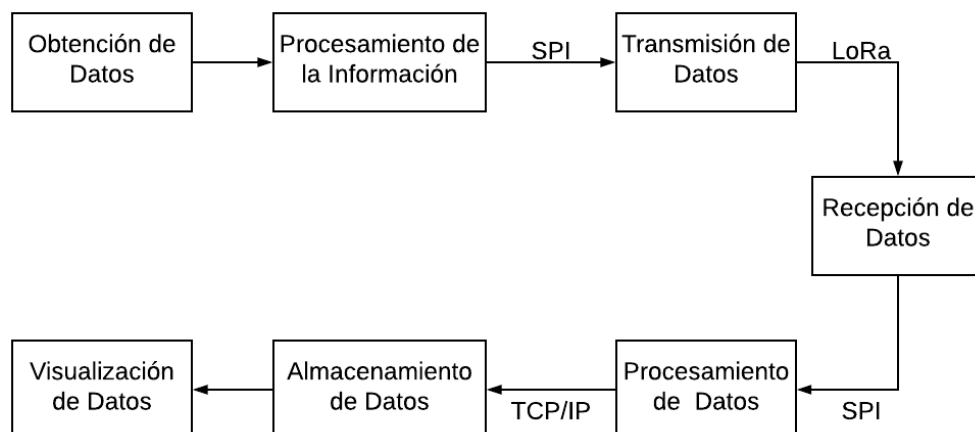 Obtención de
Datos
Procesamiento de
la Información
SPI
Transmisión de
Datos
LoRa
Recepción de
Datos
SPI
Procesamiento
de Datos
TCP/IP
Almacenamiento
de Datos
Visualización
de Datos